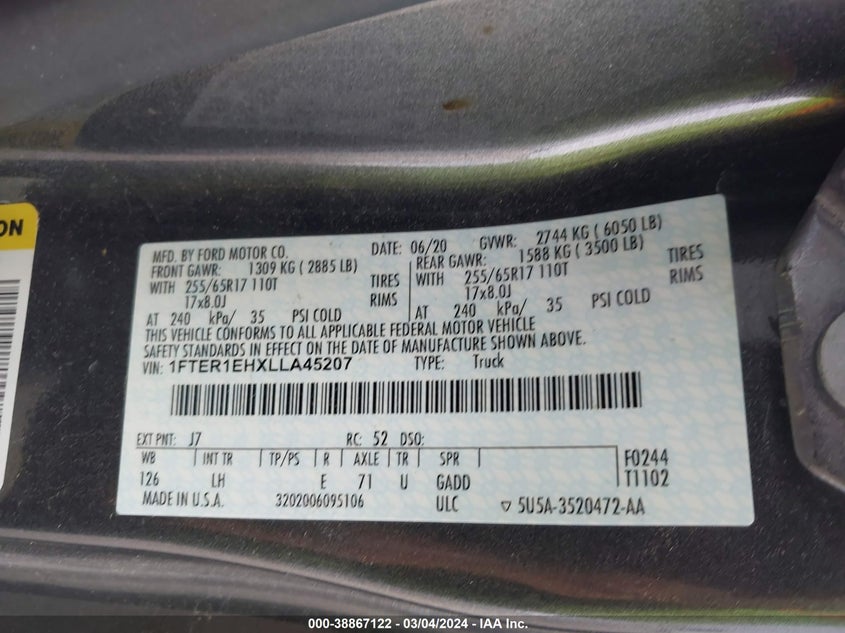 ON
MFD. BY FORD MOTOR CO. DATE: 06/20 GVWR: 2744 KG ( 6050 LB)
FRONT GAWR: 1309 KG ( 2885 LB) REAR GAWR: 1588 KG ( 3500 LB)
WITH 255/65R17 110T TIRES WITH 255/65R17 110T TIRES
17x8.0J RIMS 17x8.0J RIMS
AT 240 kPa/ 35 PSI COLD AT 240 kPa/ 35 PSI COLD
THIS VEHICLE CONFORMS TO ALL APPLICABLE FEDERAL MOTOR VEHICLE
SAFETY STANDARDS IN EFFECT ON THE DATE OF MANUFACTURE SHOWN ABOVE.
VIN: 1FTER1EHXLLA45207 TYPE: Truck
EXT PNT: J7 RC: 52 DSO:
WB INT TR TP/PS R AXLE TR SPR F0244
126 LH E 71 U GADD T1102
MADE IN U.S.A. 3202006095106 ULC ▽ 5U5A-3520472-AA
000-38867122 - 03/04/2024 - IAA Inc.